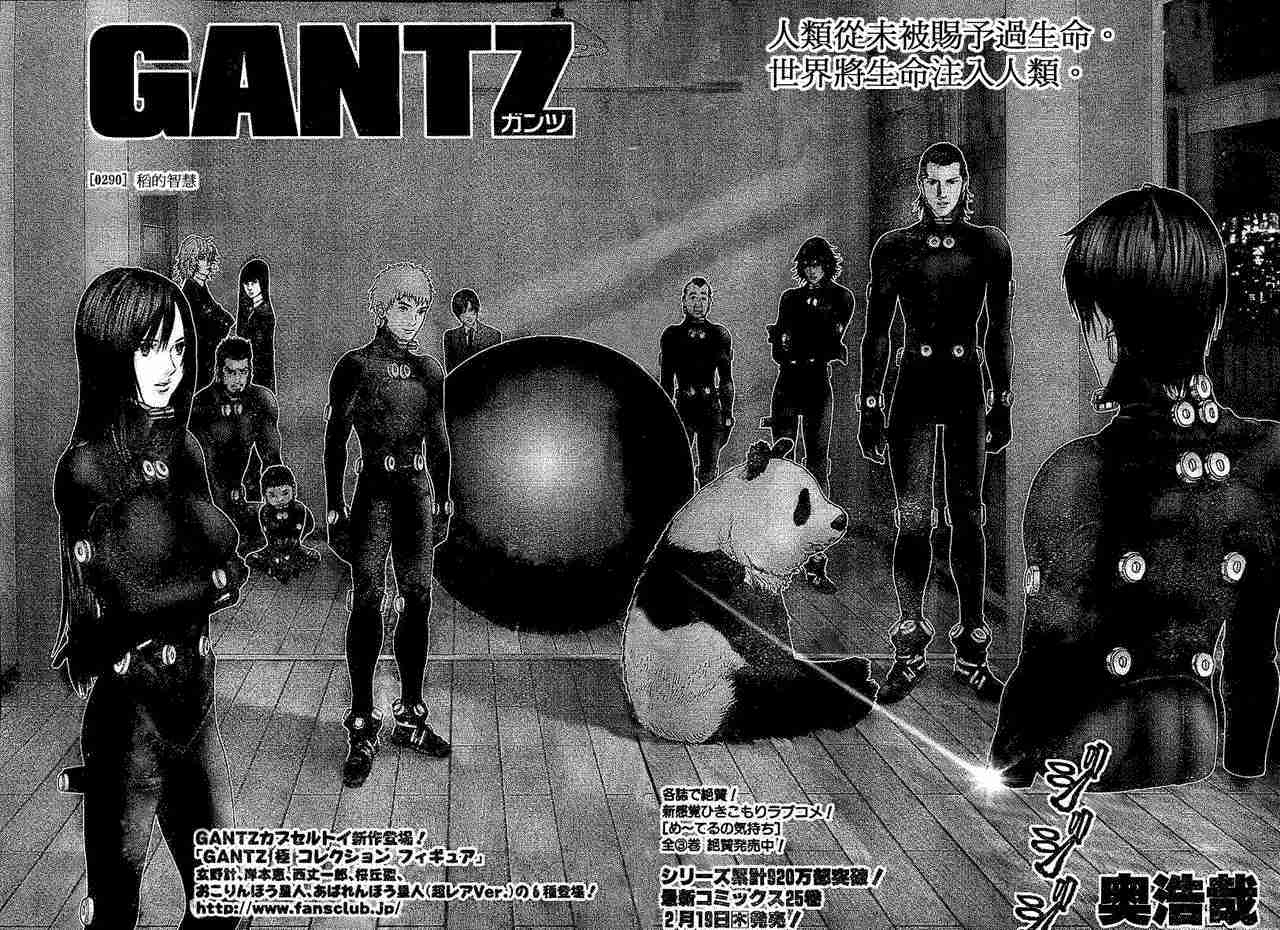 GANTZ
ガンツ
[0290] 稻的智慧
人類從未被賜予過生命。
世界將生命注入人類。
GANTZカプセルトイ新作登場！
「GANTZ 極 コレクション フィギュア」
玄野計、岸本恵、西丈一郎、桜丘聖、
おこりんぼう星人、あばれんぼう星人(超レアVer.)の6種登場！
http://www.fansclub.jp/
各誌で絶賛！
新感覚ひきこもりラブコメ！
[め〜てるの気持ち]
全③巻 絶賛発売中！
シリーズ累計920万部突破！
最新コミックス25巻
2月19日木発売！
奥浩哉